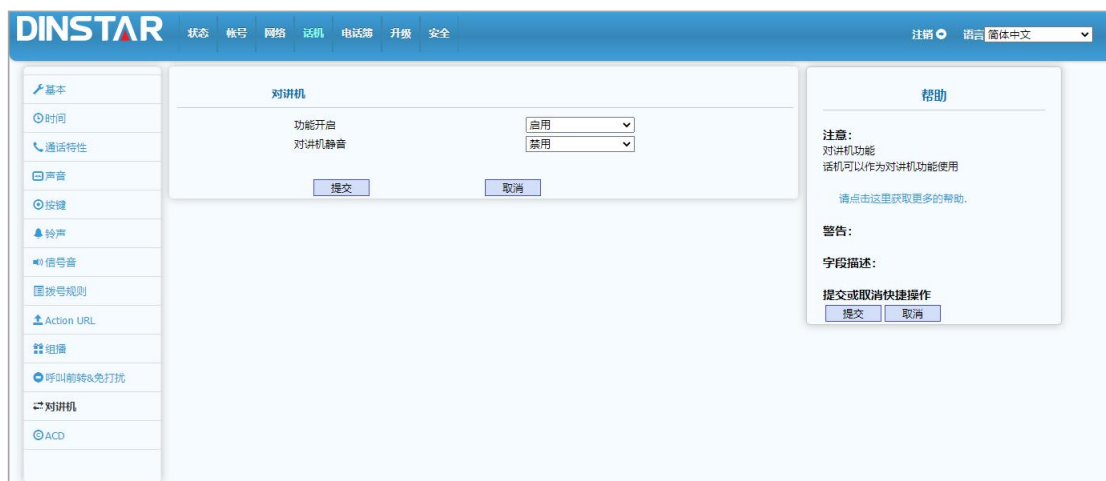 DINSTAR 状态 帐号 网络 话机 电话簿 升级 安全 注销 语言 简体中文
基本
时间
通话特性
声音
按键
铃声
信号音
拨号规则
Action URL
组播
呼叫前转&免打扰
对讲机
ACD
对讲机
功能开启 启用
对讲机静音 禁用
提交 取消
帮助
注意：
对讲机功能
话机可以作为对讲机功能使用
请点击这里获取更多的帮助.
警告：
字段描述：
提交或取消快捷操作
提交 取消